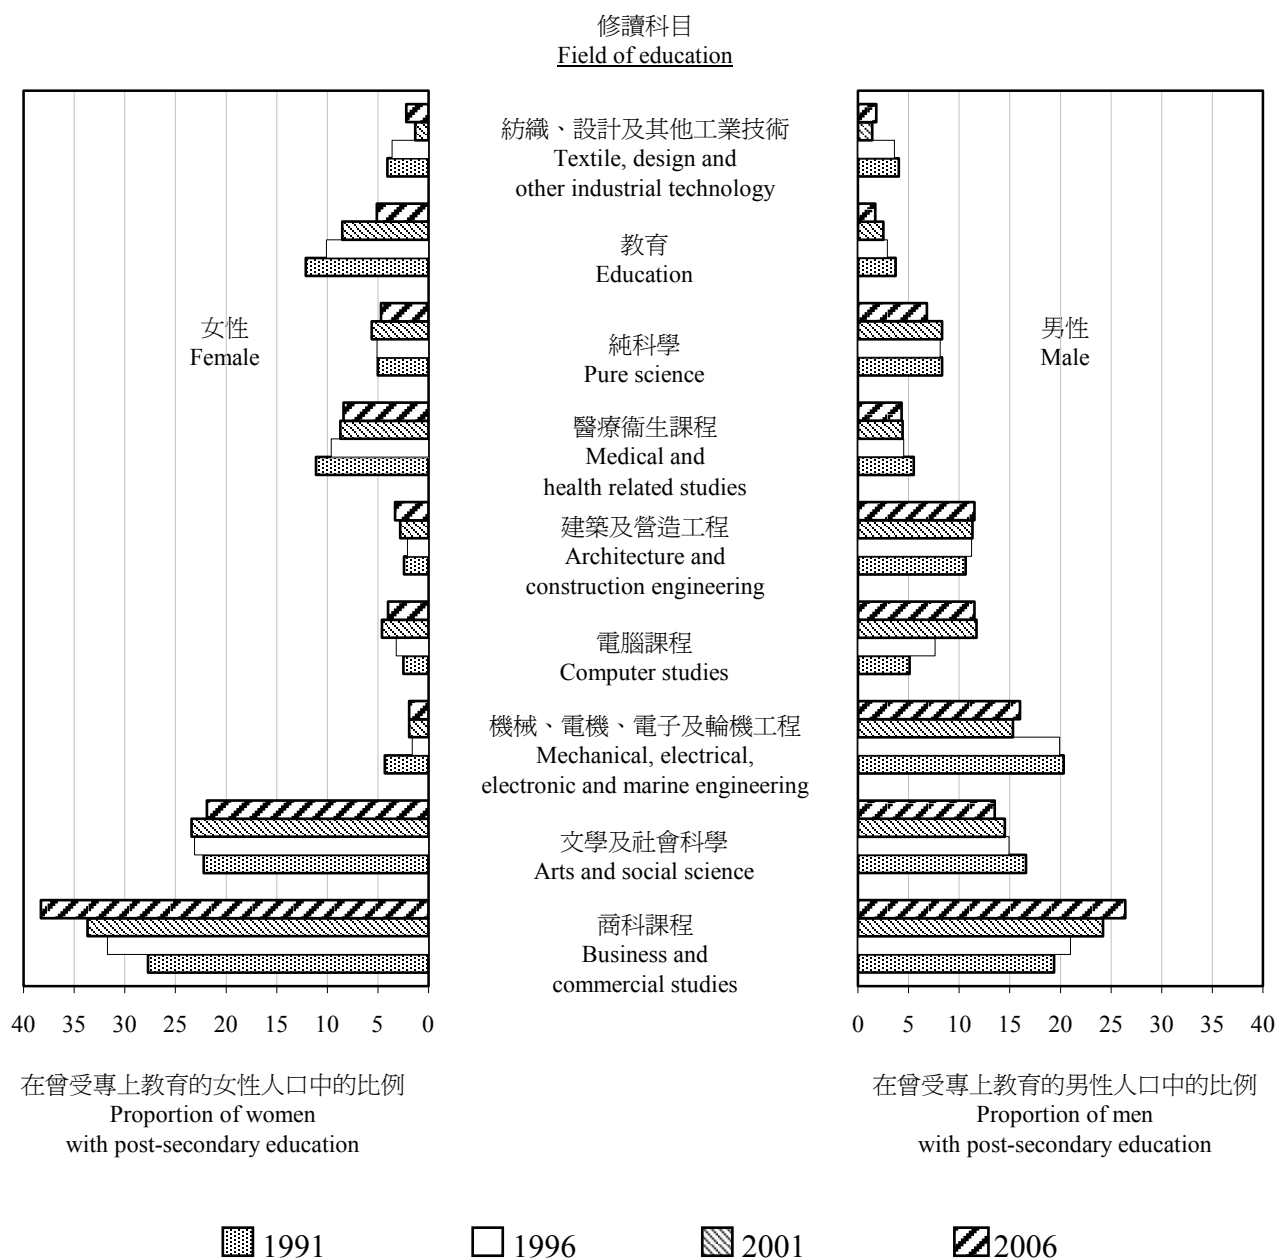 修讀科目
Field of education
紡織、設計及其他工業技術
Textile, design and
other industrial technology
教育
Education
女性
Female
純科學
Pure science
男性
Male
醫療衞生課程
Medical and
health related studies
建築及營造工程
Architecture and
construction engineering
電腦課程
Computer studies
機械、電機、電子及輪機工程
Mechanical, electrical,
electronic and marine engineering
文學及社會科學
Arts and social science
商科課程
Business and
commercial studies
40 35 30 25 20 15 10 5 0
0 5 10 15 20 25 30 35 40
在曾受專上教育的女性人口中的比例
Proportion of women
with post-secondary education
在曾受專上教育的男性人口中的比例
Proportion of men
with post-secondary education
1991 1996 2001 2006